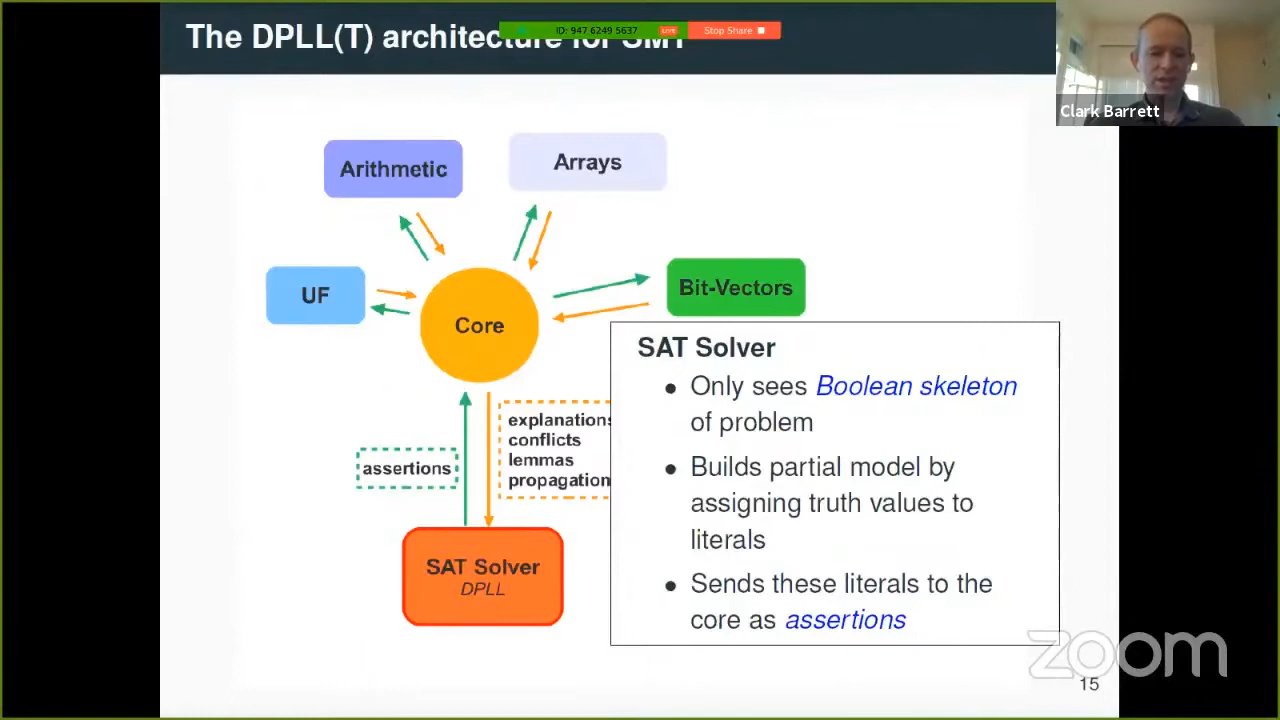 The DPLL(T) architecture for SMT
ID: 947 6249 5637
LIVE
Stop Share
Clark Barrett
Arithmetic
Arrays
UF
Core
Bit-Vectors
explanations
conflicts
lemmas
propagation
assertions
SAT Solver
DPLL
SAT Solver
• Only sees Boolean skeleton
of problem
• Builds partial model by
assigning truth values to
literals
• Sends these literals to the
core as assertions
zoom
15